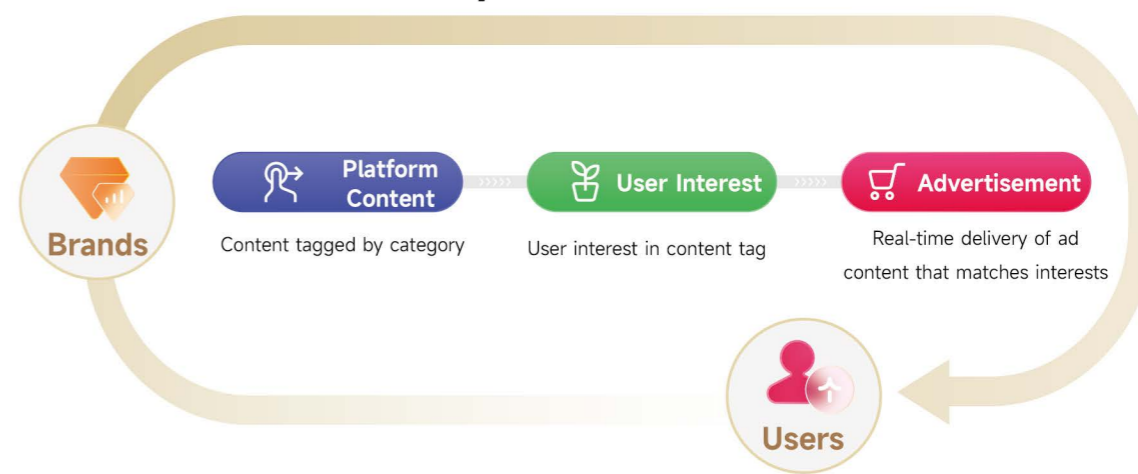 Brands
Platform
Content
Content tagged by category
User Interest
User interest in content tag
Advertisement
Real-time delivery of ad
content that matches interests
Users